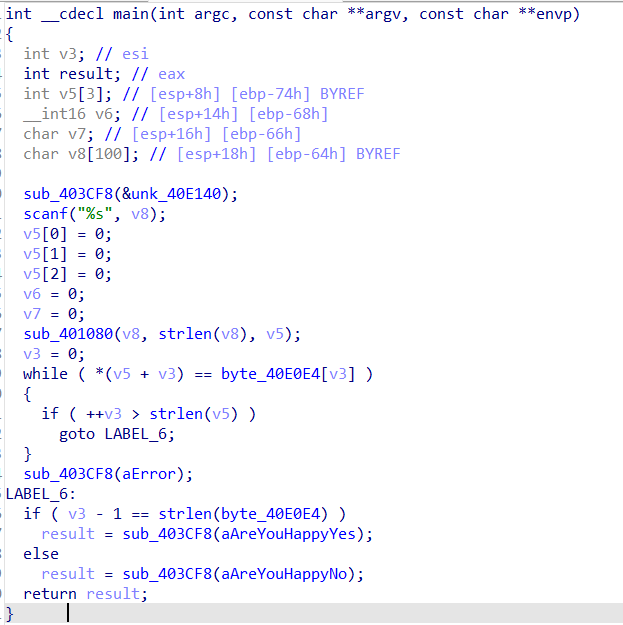 int __cdecl main(int argc, const char **argv, const char **envp)
{
  int v3; // esi
  int result; // eax
  int v5[3]; // [esp+8h] [ebp-74h] BYREF
  __int16 v6; // [esp+14h] [ebp-68h]
  char v7; // [esp+16h] [ebp-66h]
  char v8[100]; // [esp+18h] [ebp-64h] BYREF
  sub_403CF8(&unk_40E140);
  scanf("%s", v8);
  v5[0] = 0;
  v5[1] = 0;
  v5[2] = 0;
  v6 = 0;
  v7 = 0;
  sub_401080(v8, strlen(v8), v5);
  v3 = 0;
  while ( *(v5 + v3) == byte_40E0E4[v3] )
  {
    if ( ++v3 > strlen(v5) )
      goto LABEL_6;
  }
  sub_403CF8(aError);
LABEL_6:
  if ( v3 - 1 == strlen(byte_40E0E4) )
    result = sub_403CF8(aAreYouHappyYes);
  else
    result = sub_403CF8(aAreYouHappyNo);
  return result;
}